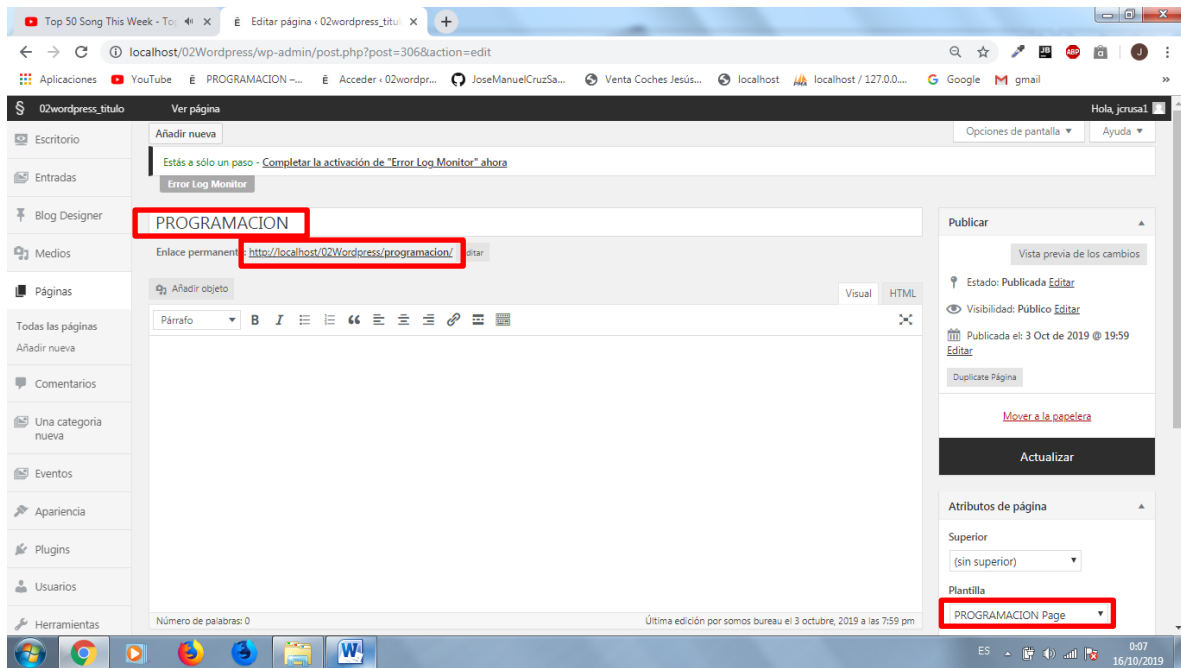 Top 50 Song This Week - To
Editar página ‹ 02wordpress_titul
localhost/02Wordpress/wp-admin/post.php?post=306&action=edit
Aplicaciones YouTube Ë PROGRAMACION –... Ë Acceder ‹ 02wordpr... JoseManuelCruzSa... Venta Coches Jesús... localhost localhost / 127.0.0.... Google gmail »
02wordpress_titulo Ver página Hola, jcrusa1
Escritorio
Entradas
Blog Designer
Medios
Páginas
Todas las páginas
Añadir nueva
Comentarios
Una categoria
nueva
Eventos
Apariencia
Plugins
Usuarios
Herramientas
Añadir nueva
Opciones de pantalla ▼ Ayuda ▼
Estás a sólo un paso - Completar la activación de "Error Log Monitor" ahora
Error Log Monitor
PROGRAMACION
Enlace permanente: http://localhost/02Wordpress/programacion/
Añadir objeto
Visual HTML
Párrafo
Número de palabras: 0
Última edición por somos bureau el 3 octubre, 2019 a las 7:59 pm
Publicar
Vista previa de los cambios
Estado: Publicada Editar
Visibilidad: Público Editar
Publicada el: 3 Oct de 2019 @ 19:59
Editar
Duplicate Página
Mover a la papelera
Actualizar
Atributos de página
Superior
(sin superior)
Plantilla
PROGRAMACION Page
ES
0:07
16/10/2019